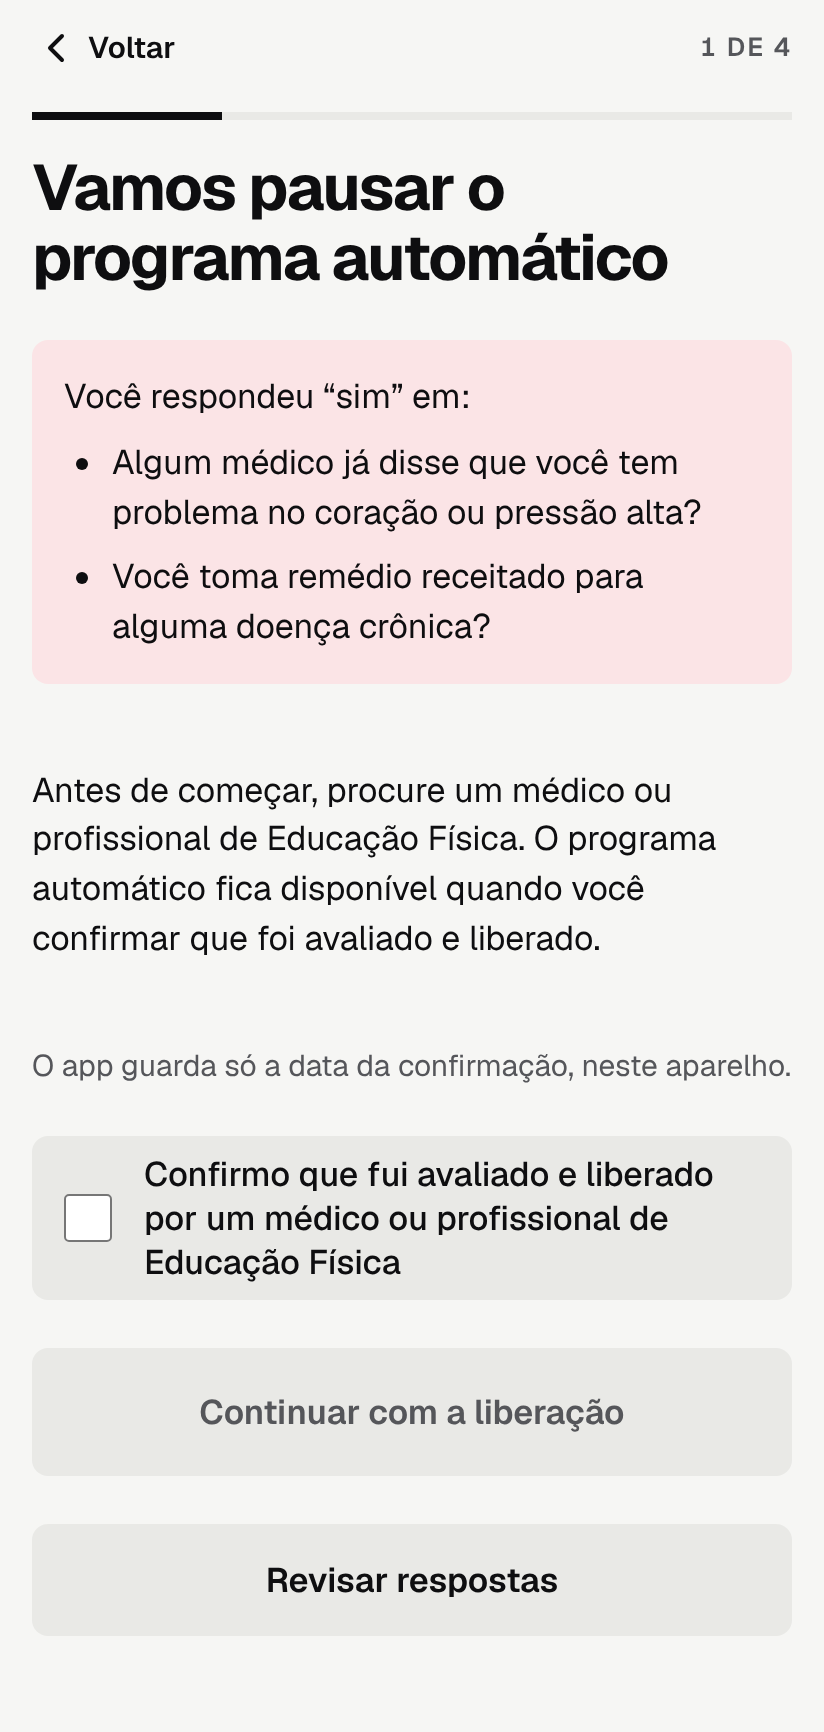 Voltar
1 DE 4
Vamos pausar o
programa automático
Você respondeu “sim” em:
• Algum médico já disse que você tem
problema no coração ou pressão alta?
• Você toma remédio receitado para
alguma doença crônica?
Antes de começar, procure um médico ou
profissional de Educação Física. O programa
automático fica disponível quando você
confirmar que foi avaliado e liberado.
O app guarda só a data da confirmação, neste aparelho.
Confirmo que fui avaliado e liberado
por um médico ou profissional de
Educação Física
Continuar com a liberação
Revisar respostas